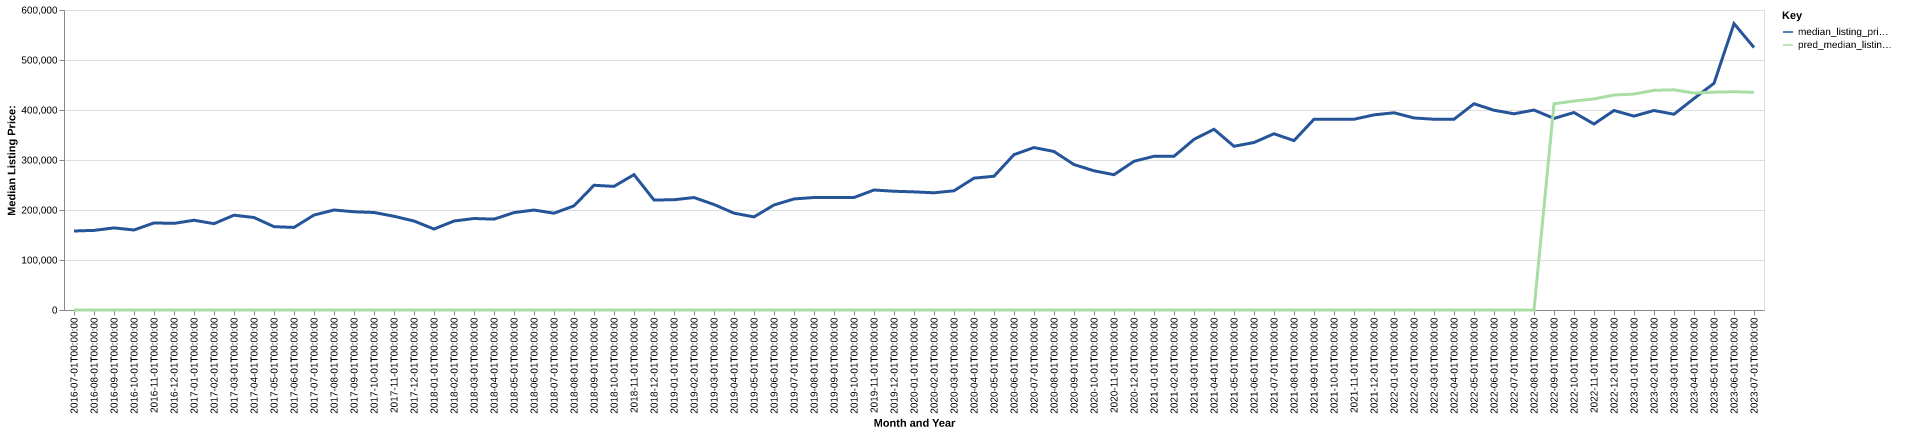 600,000
500,000
400,000
300,000
200,000
100,000
0
Median Listing Price:
2016-07-01T00:00:00
2016-08-01T00:00:00
2016-09-01T00:00:00
2016-10-01T00:00:00
2016-11-01T00:00:00
2016-12-01T00:00:00
2017-01-01T00:00:00
2017-02-01T00:00:00
2017-03-01T00:00:00
2017-04-01T00:00:00
2017-05-01T00:00:00
2017-06-01T00:00:00
2017-07-01T00:00:00
2017-08-01T00:00:00
2017-09-01T00:00:00
2017-10-01T00:00:00
2017-11-01T00:00:00
2017-12-01T00:00:00
2018-01-01T00:00:00
2018-02-01T00:00:00
2018-03-01T00:00:00
2018-04-01T00:00:00
2018-05-01T00:00:00
2018-06-01T00:00:00
2018-07-01T00:00:00
2018-08-01T00:00:00
2018-09-01T00:00:00
2018-10-01T00:00:00
2018-11-01T00:00:00
2018-12-01T00:00:00
2019-01-01T00:00:00
2019-02-01T00:00:00
2019-03-01T00:00:00
2019-04-01T00:00:00
2019-05-01T00:00:00
2019-06-01T00:00:00
2019-07-01T00:00:00
2019-08-01T00:00:00
2019-09-01T00:00:00
2019-10-01T00:00:00
2019-11-01T00:00:00
2019-12-01T00:00:00
2020-01-01T00:00:00
2020-02-01T00:00:00
2020-03-01T00:00:00
2020-04-01T00:00:00
2020-05-01T00:00:00
2020-06-01T00:00:00
2020-07-01T00:00:00
2020-08-01T00:00:00
2020-09-01T00:00:00
2020-10-01T00:00:00
2020-11-01T00:00:00
2020-12-01T00:00:00
2021-01-01T00:00:00
2021-02-01T00:00:00
2021-03-01T00:00:00
2021-04-01T00:00:00
2021-05-01T00:00:00
2021-06-01T00:00:00
2021-07-01T00:00:00
2021-08-01T00:00:00
2021-09-01T00:00:00
2021-10-01T00:00:00
2021-11-01T00:00:00
2021-12-01T00:00:00
2022-01-01T00:00:00
2022-02-01T00:00:00
2022-03-01T00:00:00
2022-04-01T00:00:00
2022-05-01T00:00:00
2022-06-01T00:00:00
2022-07-01T00:00:00
2022-08-01T00:00:00
2022-09-01T00:00:00
2022-10-01T00:00:00
2022-11-01T00:00:00
2022-12-01T00:00:00
2023-01-01T00:00:00
2023-02-01T00:00:00
2023-03-01T00:00:00
2023-04-01T00:00:00
2023-05-01T00:00:00
2023-06-01T00:00:00
2023-07-01T00:00:00
Month and Year
Key
median_listing_pri…
pred_median_listin…